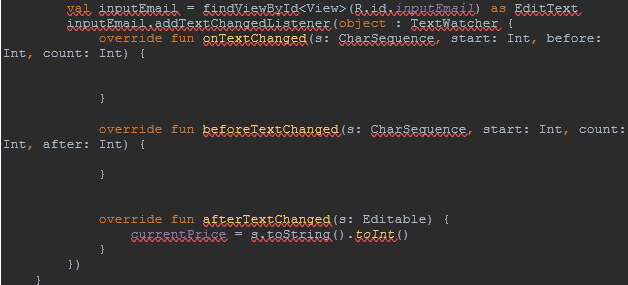 val inputEmail = findViewById<View>(R.id.inputEmail) as EditText
inputEmail.addTextChangedListener(object : TextWatcher {
override fun onTextChanged(s: CharSequence, start: Int, before:
Int, count: Int) {
}
override fun beforeTextChanged(s: CharSequence, start: Int, count:
Int, after: Int) {
}
override fun afterTextChanged(s: Editable) {
currentPrice = s.toString().toInt()
}
})
}